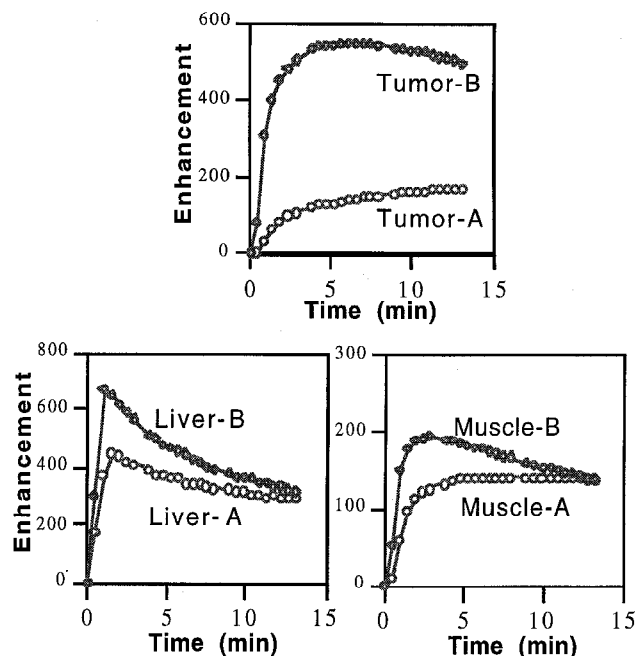 600
400
200
0
Enhancement
Tumor-B
Tumor-A
0 5 10 15
Time (min)
800
600
400
300
0
Enhancement
Liver-B
Liver-A
0 5 10 15
Time (min)
300
200
100
0
Muscle-B
Muscle-A
0 5 10 15
Time (min)